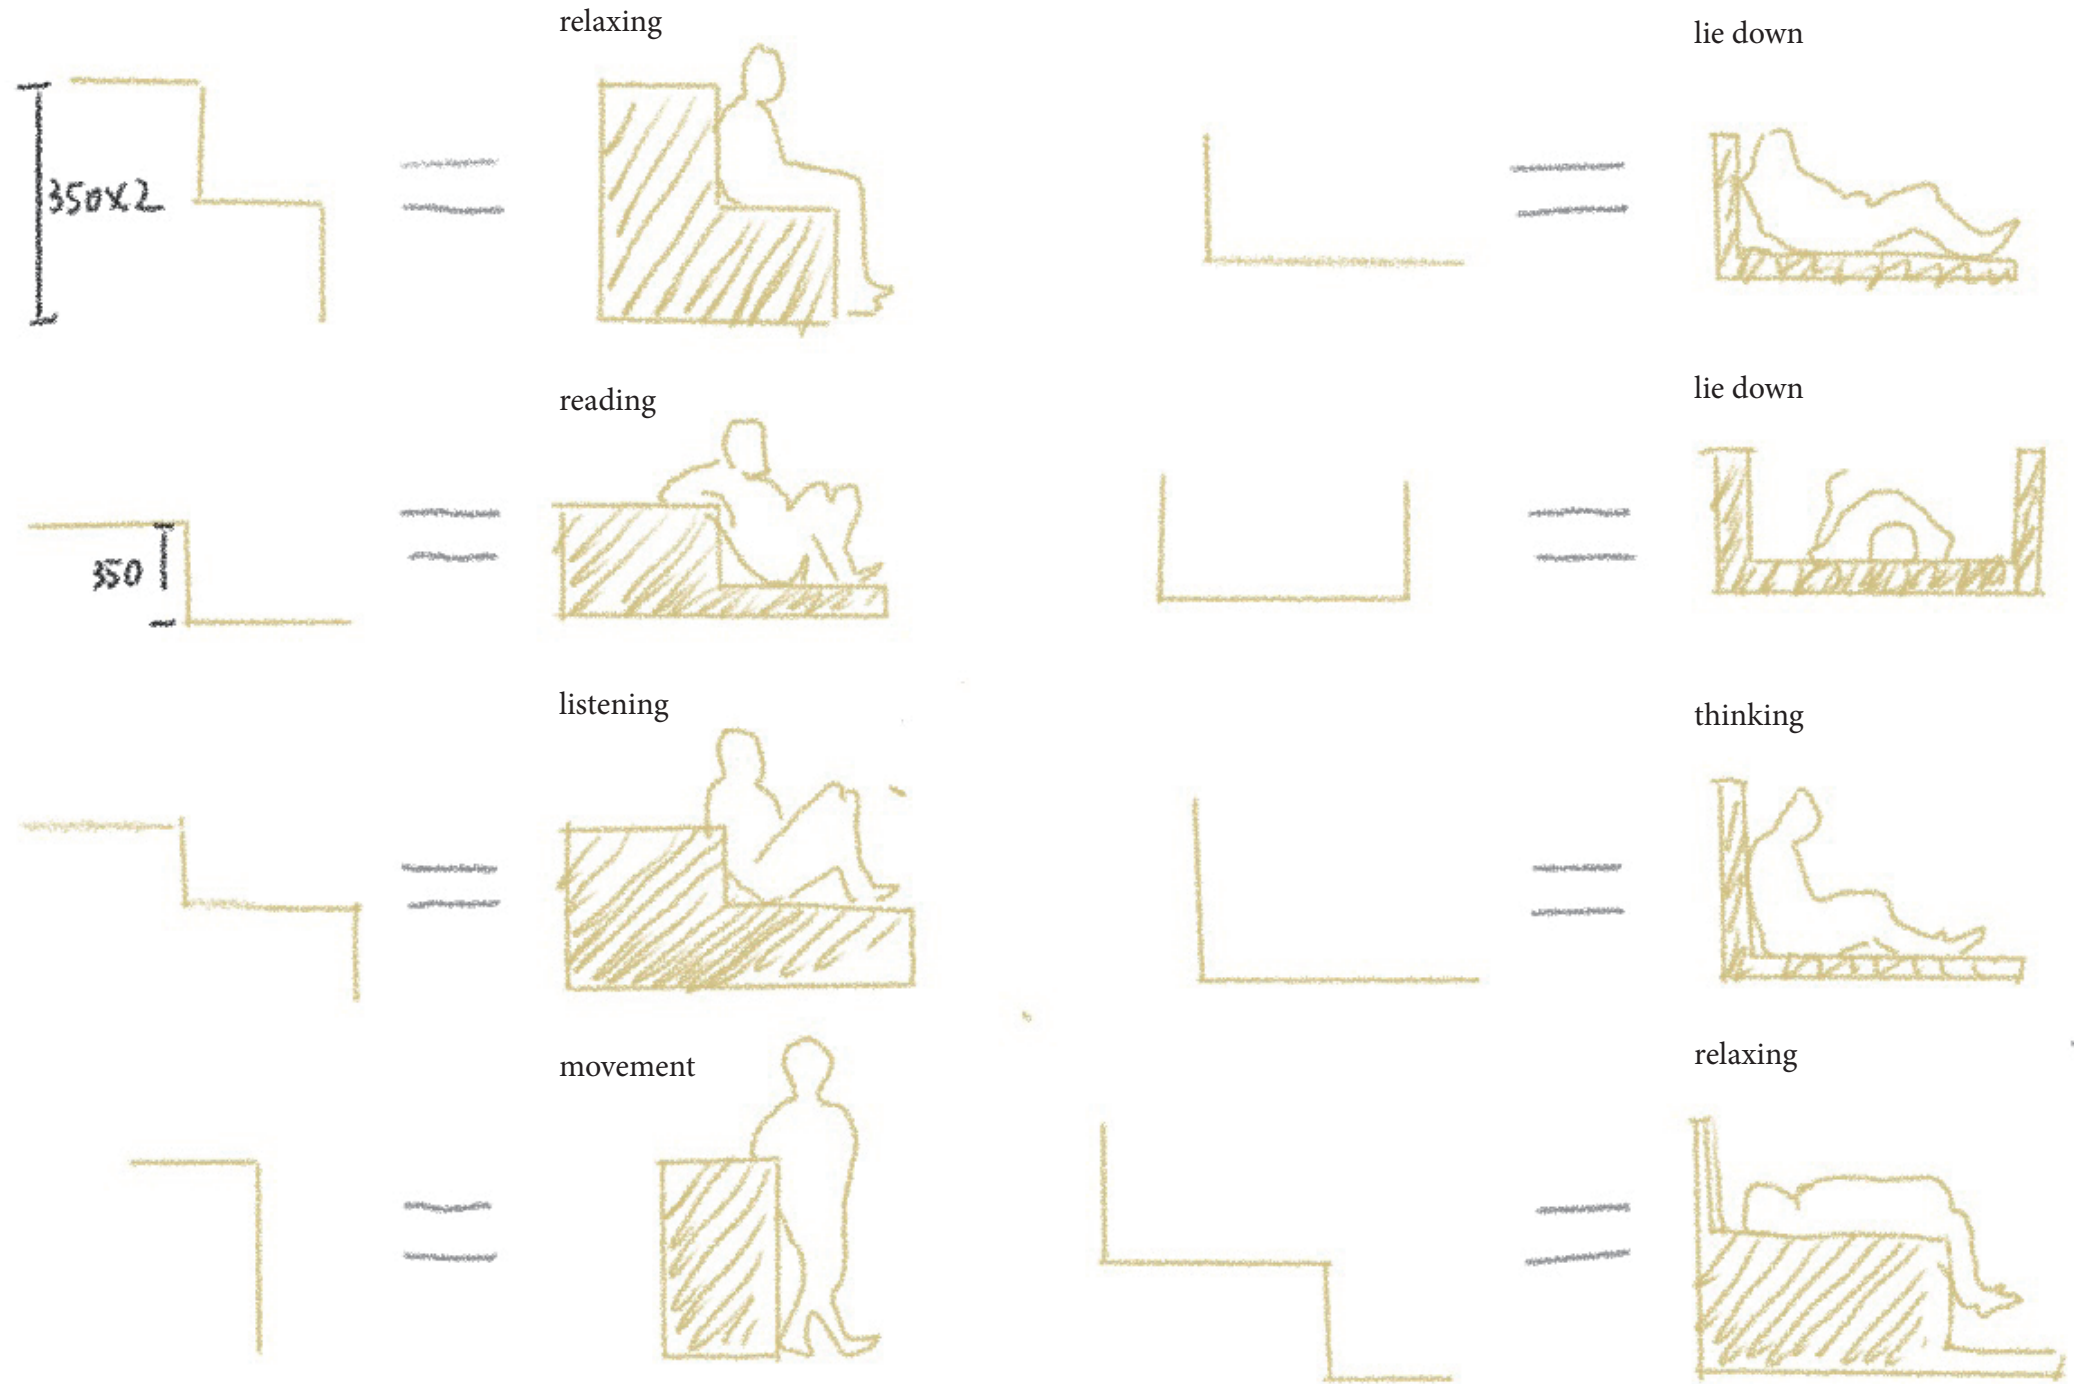 relaxing
lie down
350x2
reading
lie down
350
listening
thinking
movement
relaxing